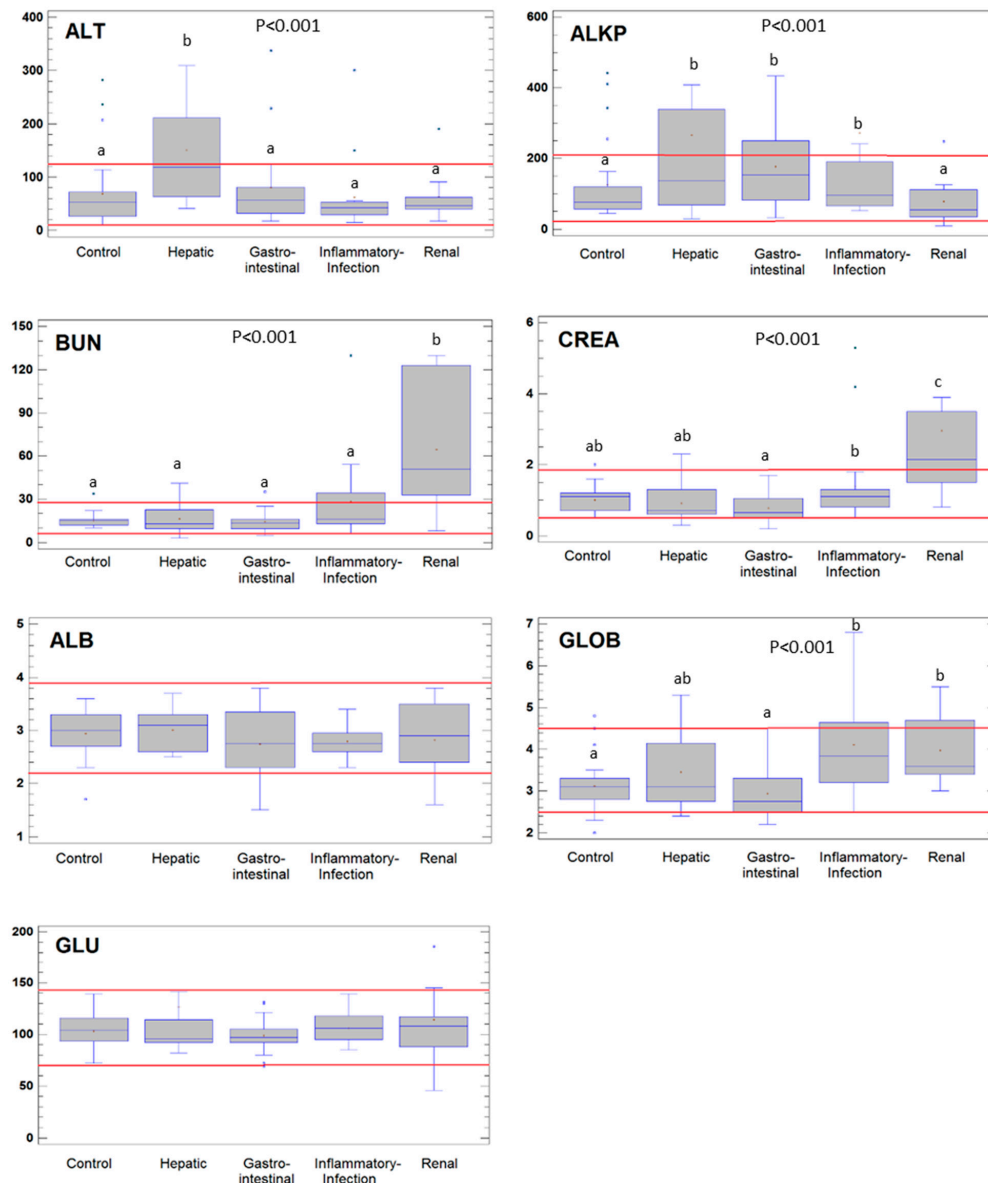 ALT
P<0.001
400
300
200
100
0
a
b
a
a
a
Control
Hepatic
Gastro-
intestinal
Inflammatory-
Infection
Renal
ALKP
P<0.001
600
400
200
0
a
b
b
b
a
Control
Hepatic
Gastro-
intestinal
Inflammatory-
Infection
Renal
BUN
P<0.001
150
120
90
60
30
0
a
a
a
a
b
Control
Hepatic
Gastro-
intestinal
Inflammatory-
Infection
Renal
CREA
P<0.001
6
4
2
0
ab
ab
a
b
c
Control
Hepatic
Gastro-
intestinal
Inflammatory-
Infection
Renal
ALB
5
4
3
2
1
Control
Hepatic
Gastro-
intestinal
Inflammatory-
Infection
Renal
GLOB
P<0.001
7
6
5
4
3
2
a
ab
a
b
b
Control
Hepatic
Gastro-
intestinal
Inflammatory-
Infection
Renal
GLU
200
150
100
50
0
Control
Hepatic
Gastro-
intestinal
Inflammatory-
Infection
Renal